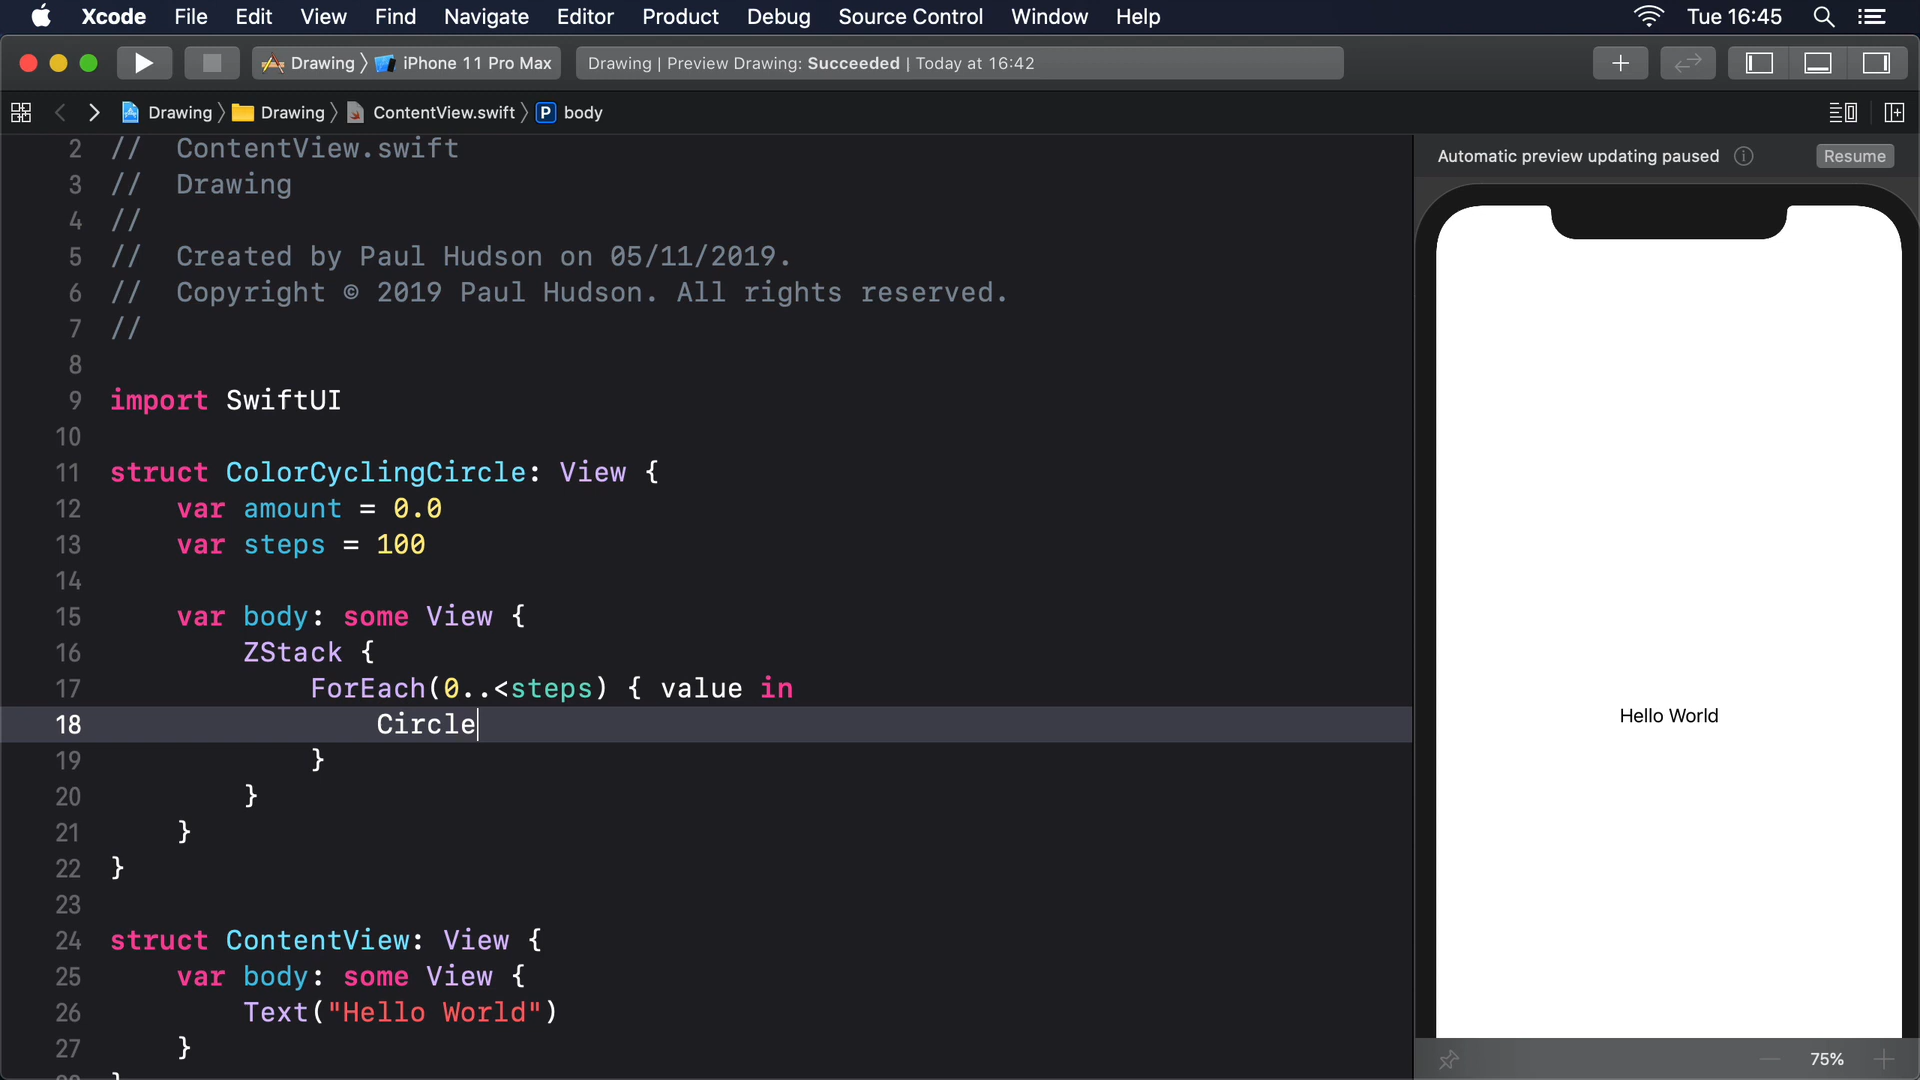 Xcode File Edit View Find Navigate Editor Product Debug Source Control Window Help Tue 16:45
Drawing iPhone 11 Pro Max Drawing | Preview Drawing: Succeeded | Today at 16:42
Drawing Drawing ContentView.swift P body
Automatic preview updating paused Resume
2 // ContentView.swift
3 // Drawing
4 //
5 // Created by Paul Hudson on 05/11/2019.
6 // Copyright © 2019 Paul Hudson. All rights reserved.
7 //
8
9 import SwiftUI
10
11 struct ColorCyclingCircle: View {
12 var amount = 0.0
13 var steps = 100
14
15 var body: some View {
16 ZStack {
17 ForEach(0..<steps) { value in
18 Circle
19 }
20 }
21 }
22 }
23
24 struct ContentView: View {
25 var body: some View {
26 Text("Hello World")
27 }
Hello World
75%